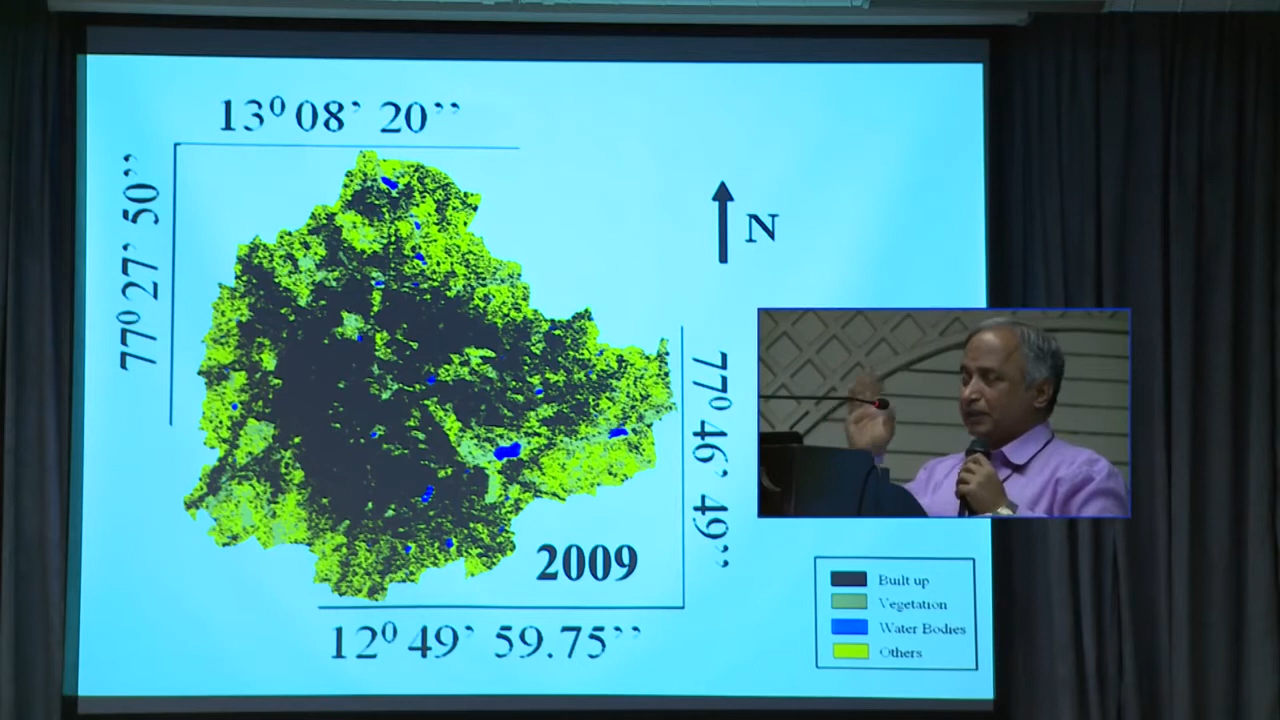 13⁰ 08’ 20’’
77⁰ 27’ 50’’
N
77⁰ 46’ 49’’
2009
12⁰ 49’ 59.75’’
Built up
Vegetation
Water Bodies
Others